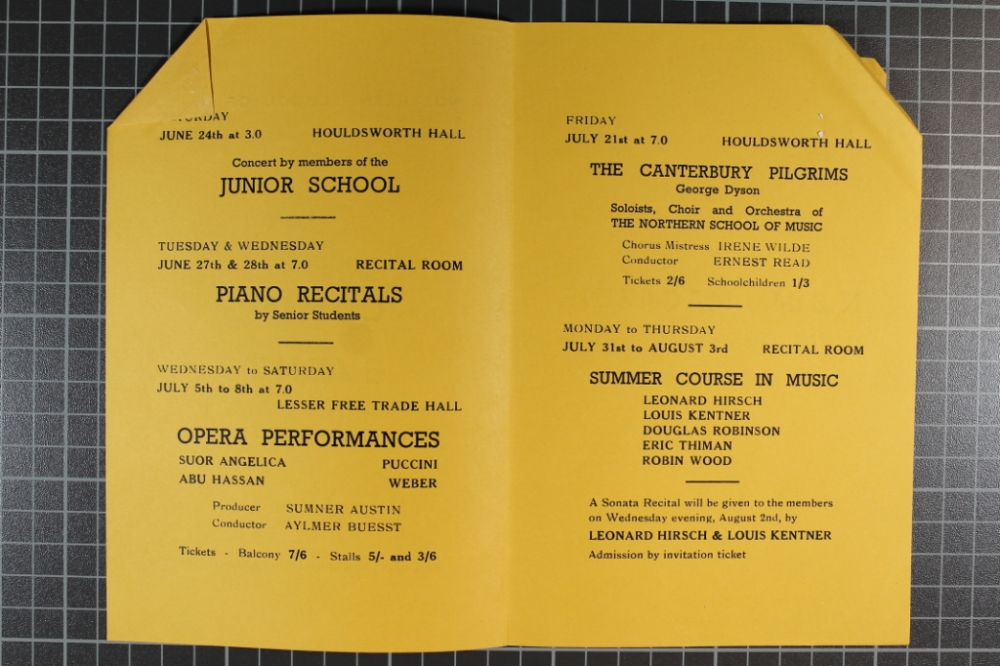 JUNE 24th at 3.0 HOULDSWORTH HALL
Concert by members of the
JUNIOR SCHOOL
TUESDAY & WEDNESDAY
JUNE 27th & 28th at 7.0 RECITAL ROOM
PIANO RECITALS
by Senior Students
WEDNESDAY to SATURDAY
JULY 5th to 8th at 7.0
LESSER FREE TRADE HALL
OPERA PERFORMANCES
SUOR ANGELICA PUCCINI
ABU HASSAN WEBER
Producer SUMNER AUSTIN
Conductor AYLMER BUESST
Tickets - Balcony 7/6 - Stalls 5/- and 3/6
FRIDAY
JULY 21st at 7.0 HOULDSWORTH HALL
THE CANTERBURY PILGRIMS
George Dyson
Soloists, Choir and Orchestra of
THE NORTHERN SCHOOL OF MUSIC
Chorus Mistress IRENE WILDE
Conductor ERNEST READ
Tickets 2/6 Schoolchildren 1/3
MONDAY to THURSDAY
JULY 31st to AUGUST 3rd RECITAL ROOM
SUMMER COURSE IN MUSIC
LEONARD HIRSCH
LOUIS KENTNER
DOUGLAS ROBINSON
ERIC THIMAN
ROBIN WOOD
A Sonata Recital will be given to the members
on Wednesday evening, August 2nd, by
LEONARD HIRSCH & LOUIS KENTNER
Admission by invitation ticket